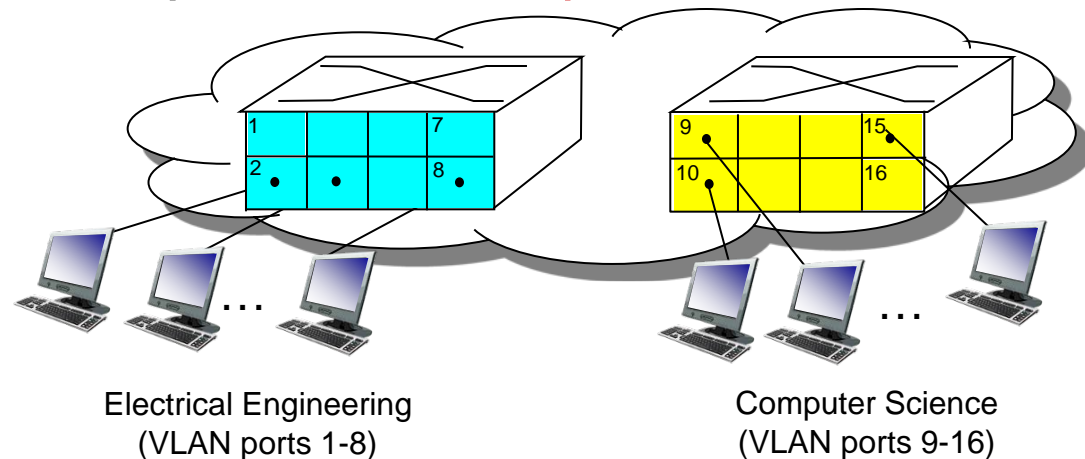 1 7
2 8
9 15
10 16
…
…
Electrical Engineering
(VLAN ports 1-8)
Computer Science
(VLAN ports 9-16)